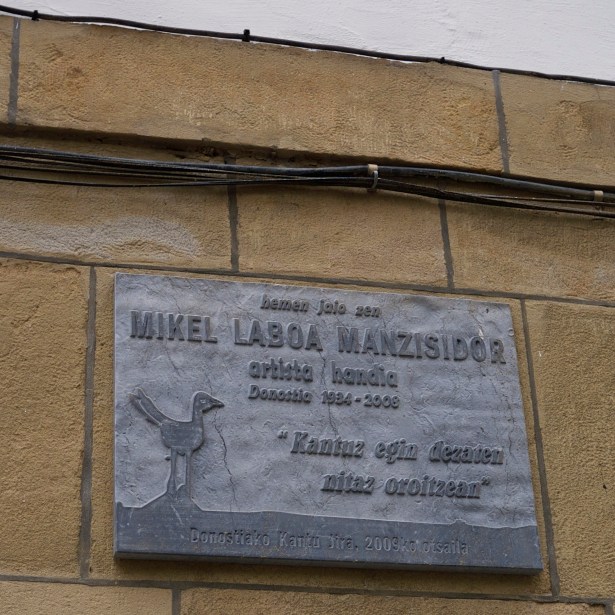 hemen jaio zen
MIKEL LABOA MANZISIDOR
artista handia
Donostia 1934 - 2008
"Kantuz egin dezaten
nitaz oroitzean"
Donostiako Kantu Jira, 2009ko otsaila